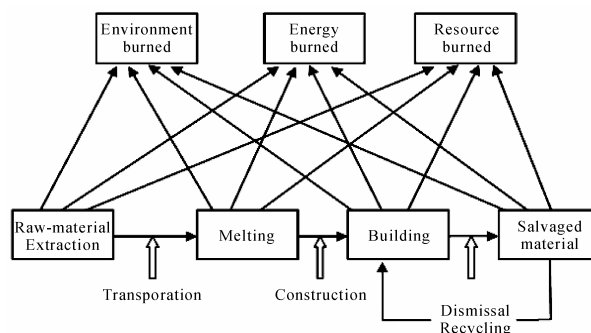 Environment
burned
Energy
burned
Resource
burned
Raw-material
Extraction
Melting
Building
Salvaged
material
Transporation
Construction
Dismissal
Recycling